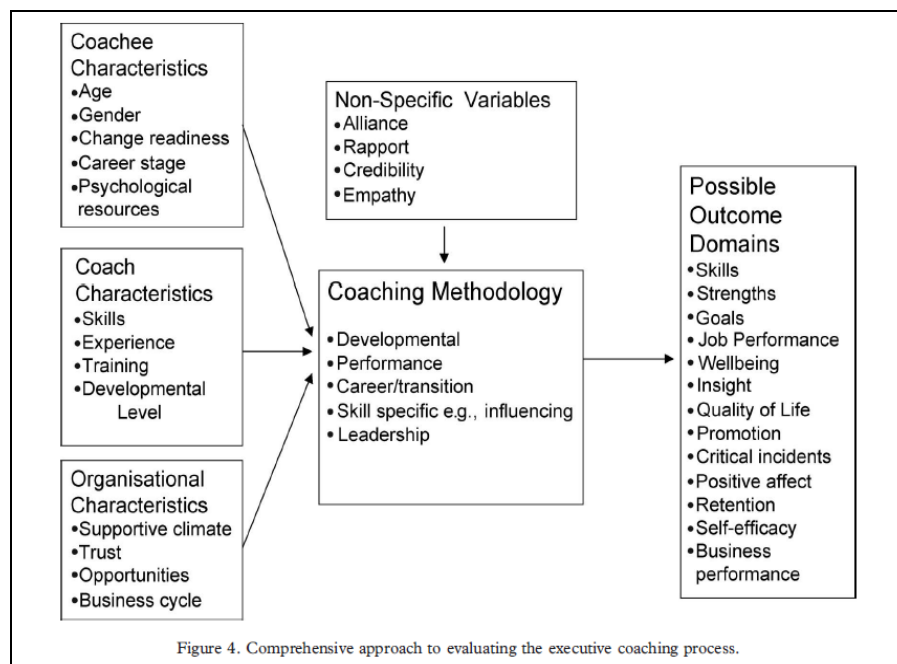 Coachee
Characteristics
•Age
•Gender
•Change readiness
•Career stage
•Psychological
resources
Non-Specific Variables
•Alliance
•Rapport
•Credibility
•Empathy
Coach
Characteristics
•Skills
•Experience
•Training
•Developmental
Level
Coaching Methodology
•Developmental
•Performance
•Career/transition
•Skill specific e.g., influencing
•Leadership
Organisational
Characteristics
•Supportive climate
•Trust
•Opportunities
•Business cycle
Possible
Outcome
Domains
•Skills
•Strengths
•Goals
•Job Performance
•Wellbeing
•Insight
•Quality of Life
•Promotion
•Critical incidents
•Positive affect
•Retention
•Self-efficacy
•Business
performance
Figure 4. Comprehensive approach to evaluating the executive coaching process.